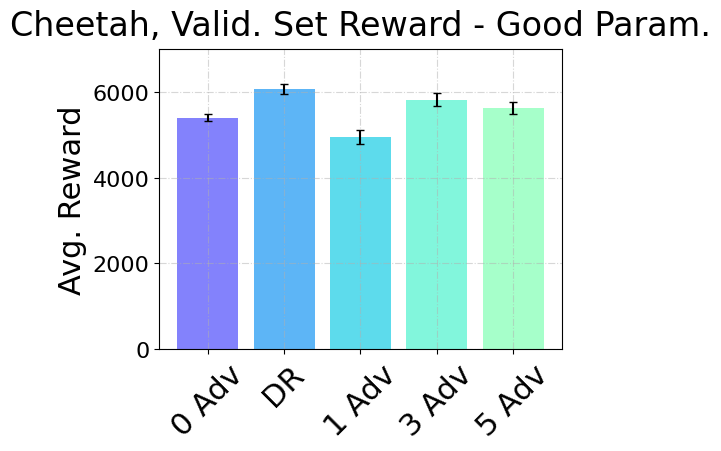 Cheetah, Valid. Set Reward - Good Param.
Avg. Reward
6000
4000
2000
0
0 Adv
DR
1 Adv
3 Adv
5 Adv